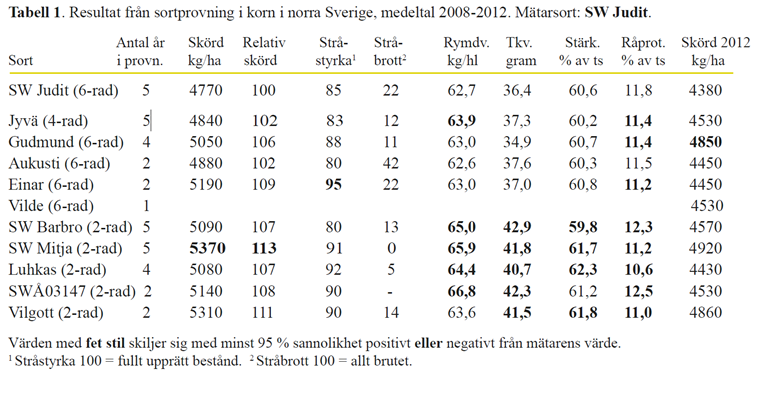 Tabell 1. Resultat från sortprovning i korn i norra Sverige, medeltal 2008-2012. Mätarsort: SW Judit.
Antal år Skörd Relativ Strå- Strå- Rymdv. Tkv. Stärk. Råprot. Skörd 2012
Sort i provn. kg/ha skörd styrka¹ brott² kg/hl gram % av ts % av ts kg/ha
SW Judit (6-rad) 5 4770 100 85 22 62,7 36,4 60,6 11,8 4380
Jyvä (4-rad) 5 4840 102 83 12 63,9 37,3 60,2 11,4 4530
Gudmund (6-rad) 4 5050 106 88 11 63,0 34,9 60,7 11,4 4850
Aukusti (6-rad) 2 4880 102 80 42 62,6 37,6 60,3 11,5 4450
Einar (6-rad) 2 5190 109 95 22 63,0 37,0 60,8 11,2 4450
Vilde (6-rad) 1 4530
SW Barbro (2-rad) 5 5090 107 80 13 65,0 42,9 59,8 12,3 4570
SW Mitja (2-rad) 5 5370 113 91 0 65,9 41,8 61,7 11,2 4920
Luhkas (2-rad) 4 5080 107 92 5 64,4 40,7 62,3 10,6 4430
SWÅ03147 (2-rad) 2 5140 108 90 - 66,8 42,3 61,2 12,5 4530
Vilgott (2-rad) 2 5310 111 90 14 63,6 41,5 61,8 11,0 4860
Värden med fet stil skiljer sig med minst 95 % sannolikhet positivt eller negativt från mätarens värde.
¹ Stråstyrka 100 = fullt upprätt bestånd. ² Stråbrott 100 = allt brutet.